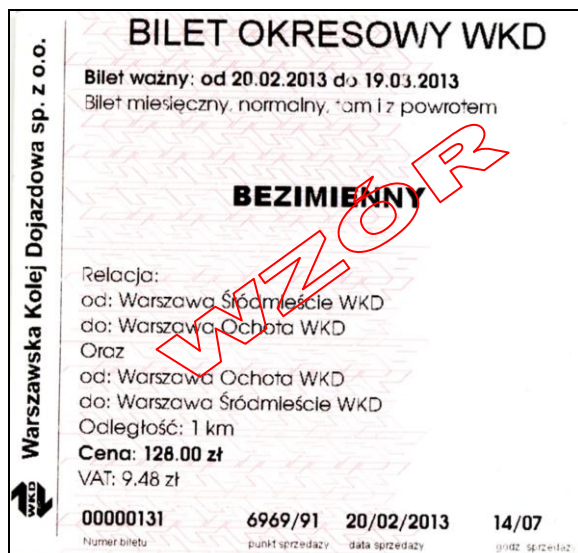 BILET OKRESOWY WKD
Warszawska Kolej Dojazdowa sp. z o.o.
Bilet ważny: od 20.02.2013 do 19.03.2013
Bilet miesięczny, normalny, tam i z powrotem
BEZIMIENNY
WZÓR
Relacja:
od: Warszawa Śródmieście WKD
do: Warszawa Ochota WKD
Oraz
od: Warszawa Ochota WKD
do: Warszawa Śródmieście WKD
Odległość: 1 km
Cena: 128.00 zł
VAT: 9.48 zł
WKD
00000131 6969/91 20/02/2013 14/07
Numer biletu punkt sprzedaży data sprzedaży godz. sprzedaż